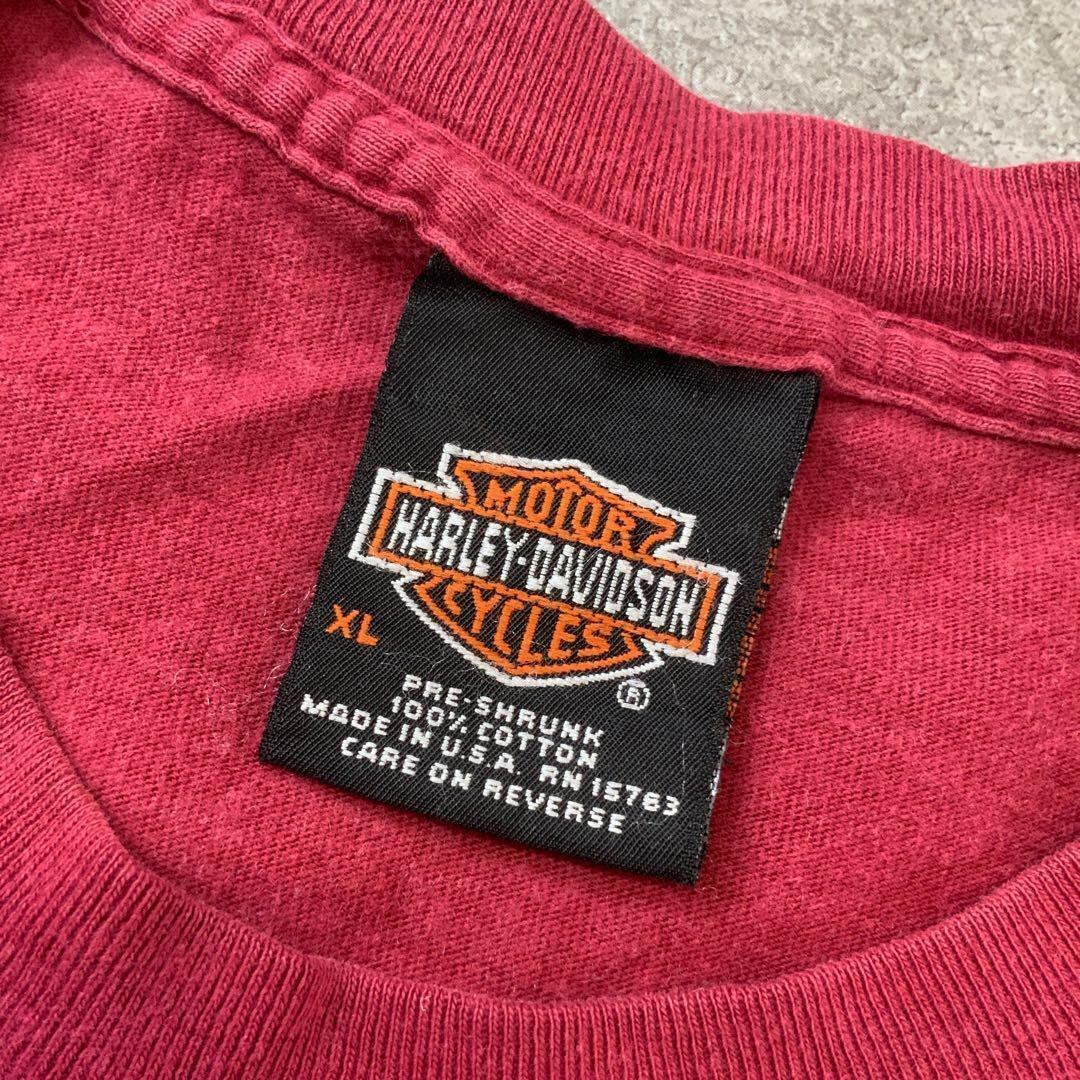 MOTOR
HARLEY-DAVIDSON
CYCLES
®
XL
PRE-SHRUNK
100% COTTON
MADE IN U.S.A. RN 15763
CARE ON REVERSE